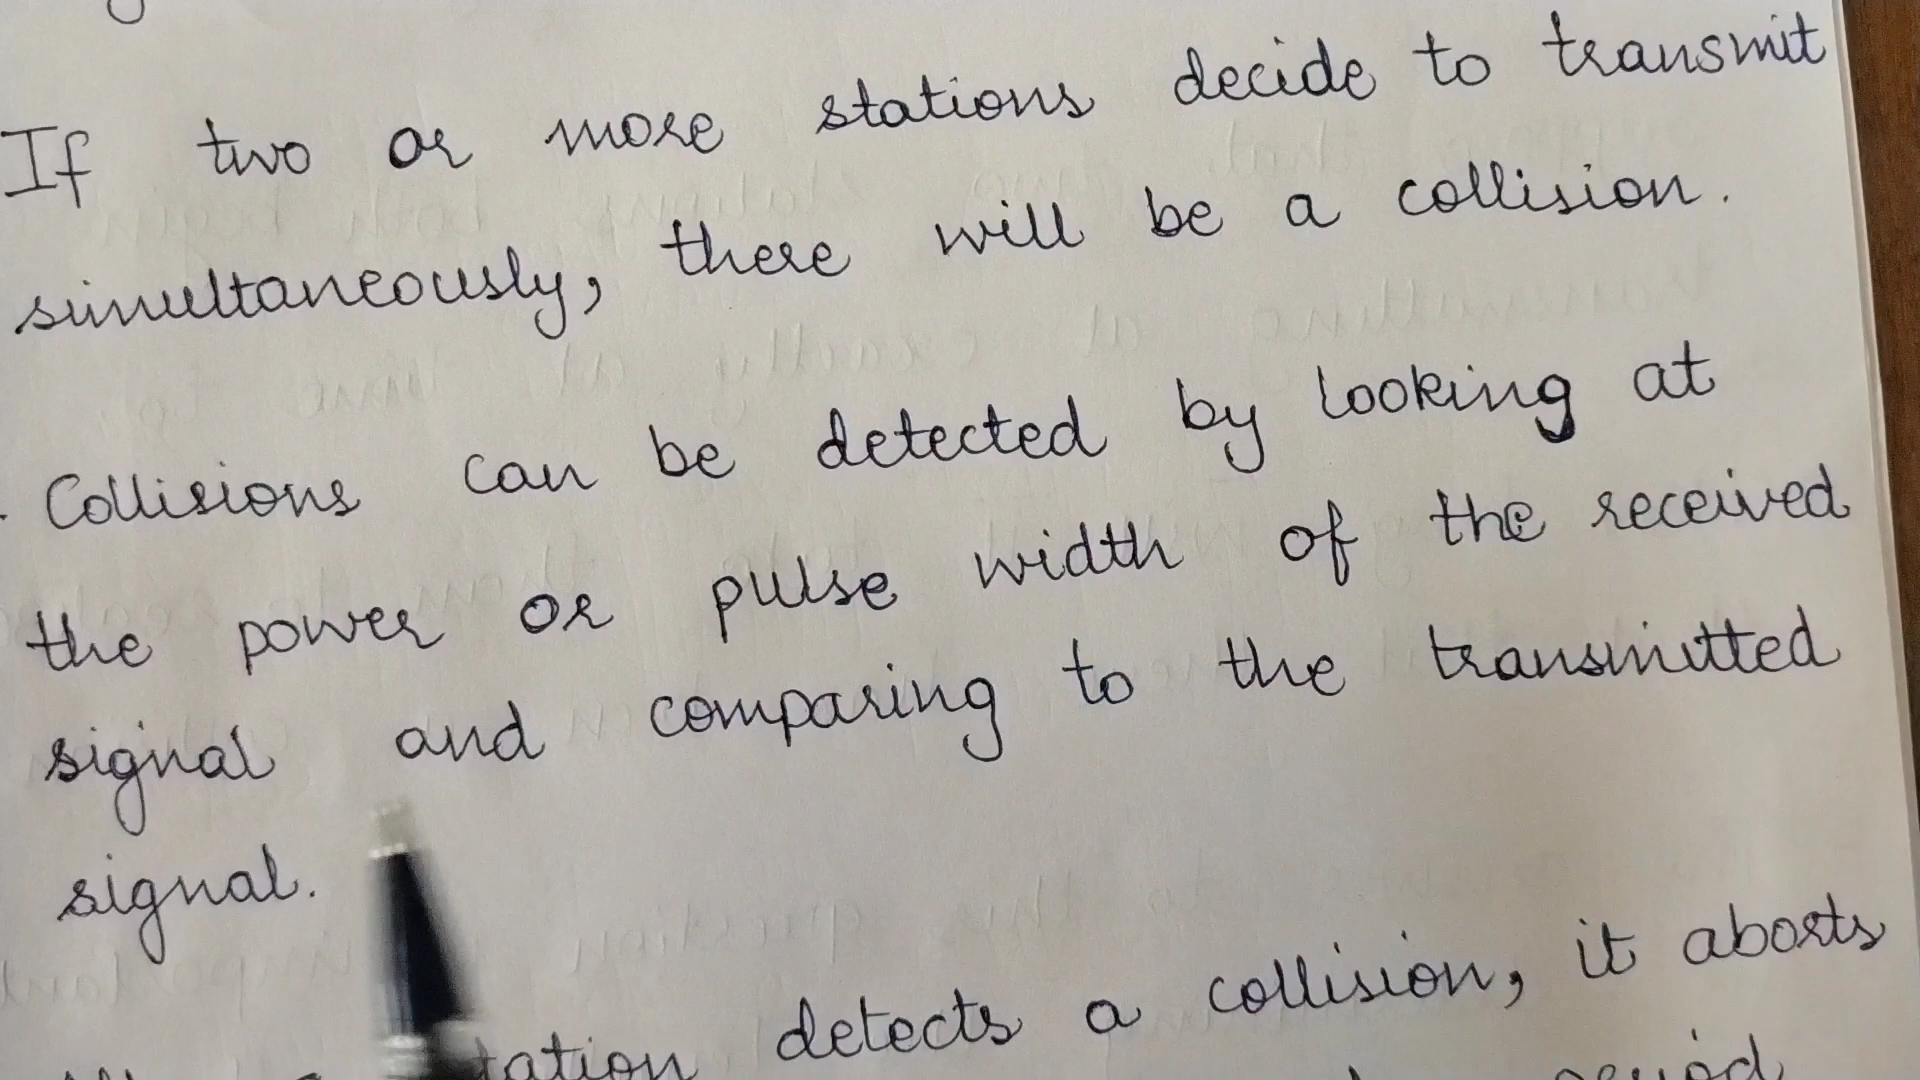 If two or more stations decide to transmit
simultaneously, there will be a collision.
. Collisions can be detected by looking at
the power or pulse width of the received
signal and comparing to the transmitted
signal.
detects a collision, it aborts
period